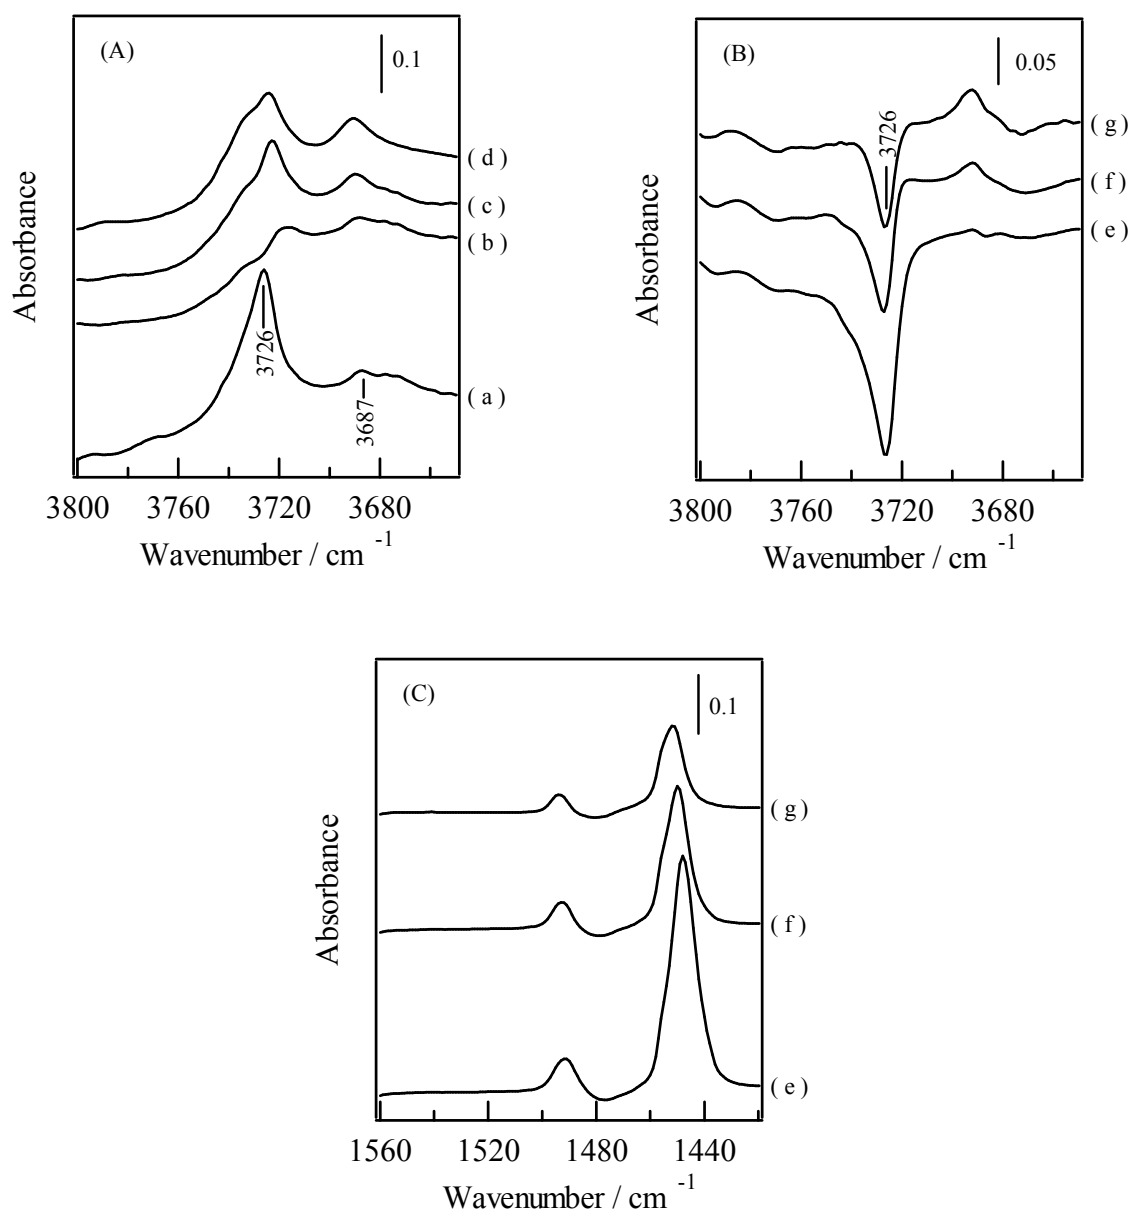 (A)
0.1
Absorbance
( d )
( c )
( b )
3726
3687
( a )
3800 3760 3720 3680
Wavenumber / cm -1
(B)
0.05
Absorbance
3726
( g )
( f )
( e )
3800 3760 3720 3680
Wavenumber / cm -1
(C)
0.1
Absorbance
( g )
( f )
( e )
1560 1520 1480 1440
Wavenumber / cm -1